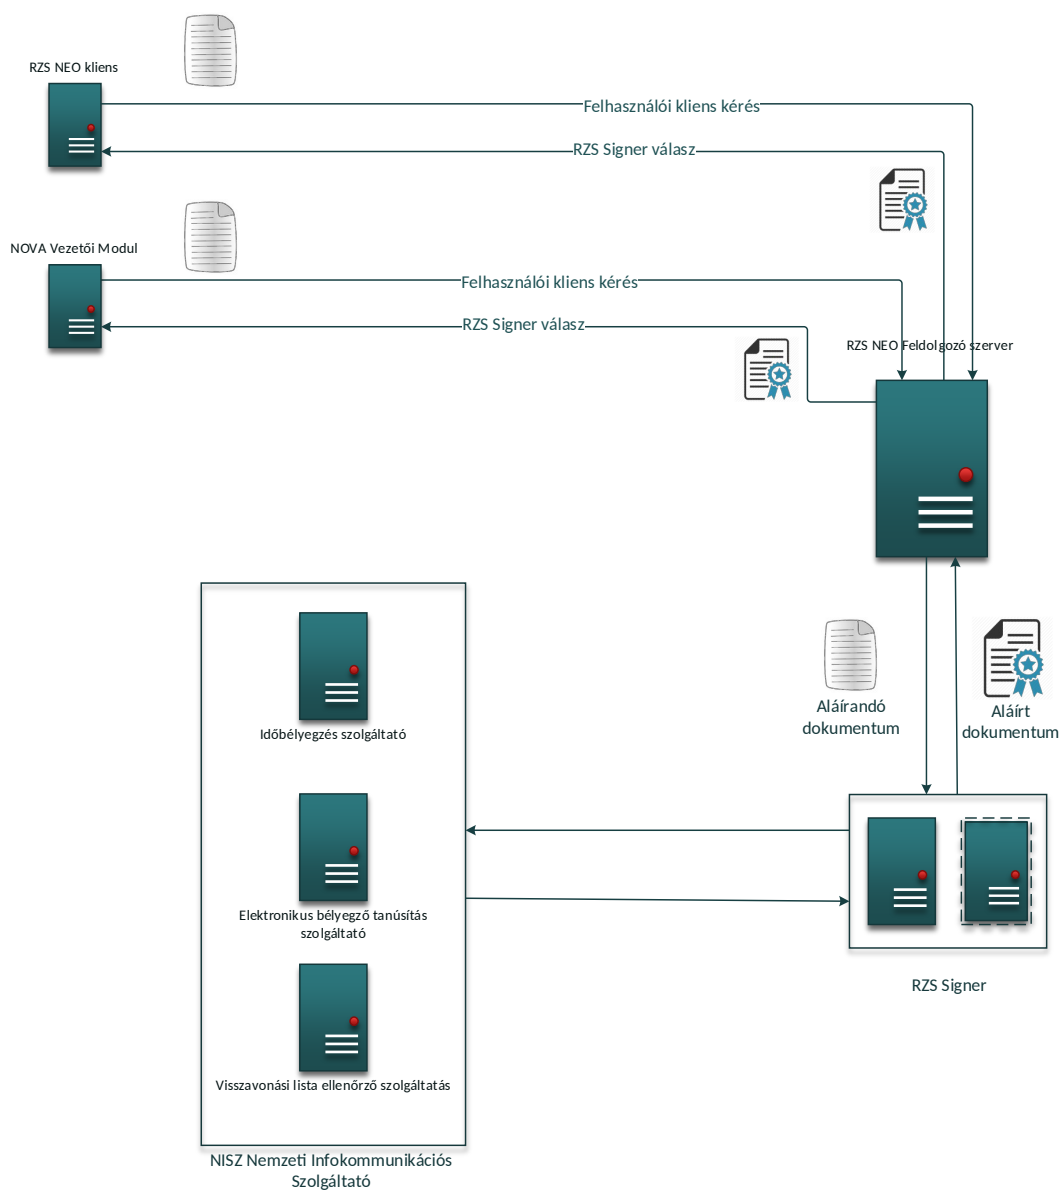 RZS NEO kliens
Felhasználói kliens kérés
RZS Signer válasz
NOVA Vezetői Modul
Felhasználói kliens kérés
RZS Signer válasz
RZS NEO Feldolgozó szerver
Aláírandó
dokumentum
Aláírt
dokumentum
Időbélyegzés szolgáltató
Elektronikus bélyegző tanúsítás
szolgáltató
Visszavonási lista ellenőrző szolgáltatás
RZS Signer
NISZ Nemzeti Infokommunikációs
Szolgáltató